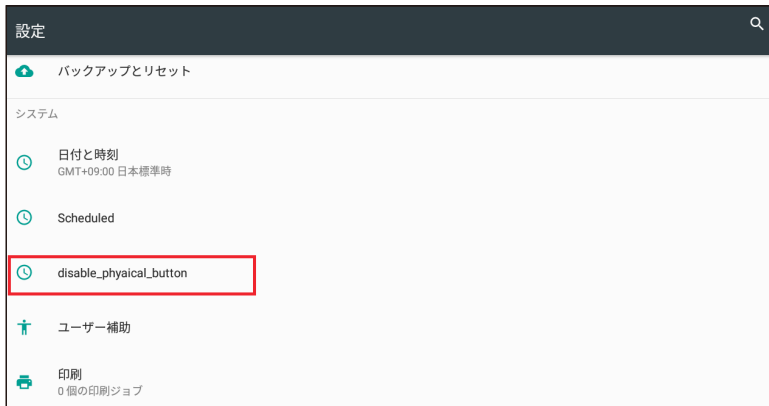 設定
バックアップとリセット
システム
日付と時刻
GMT+09:00 日本標準時
Scheduled
disable_phyaical_button
ユーザー補助
印刷
0 個の印刷ジョブ